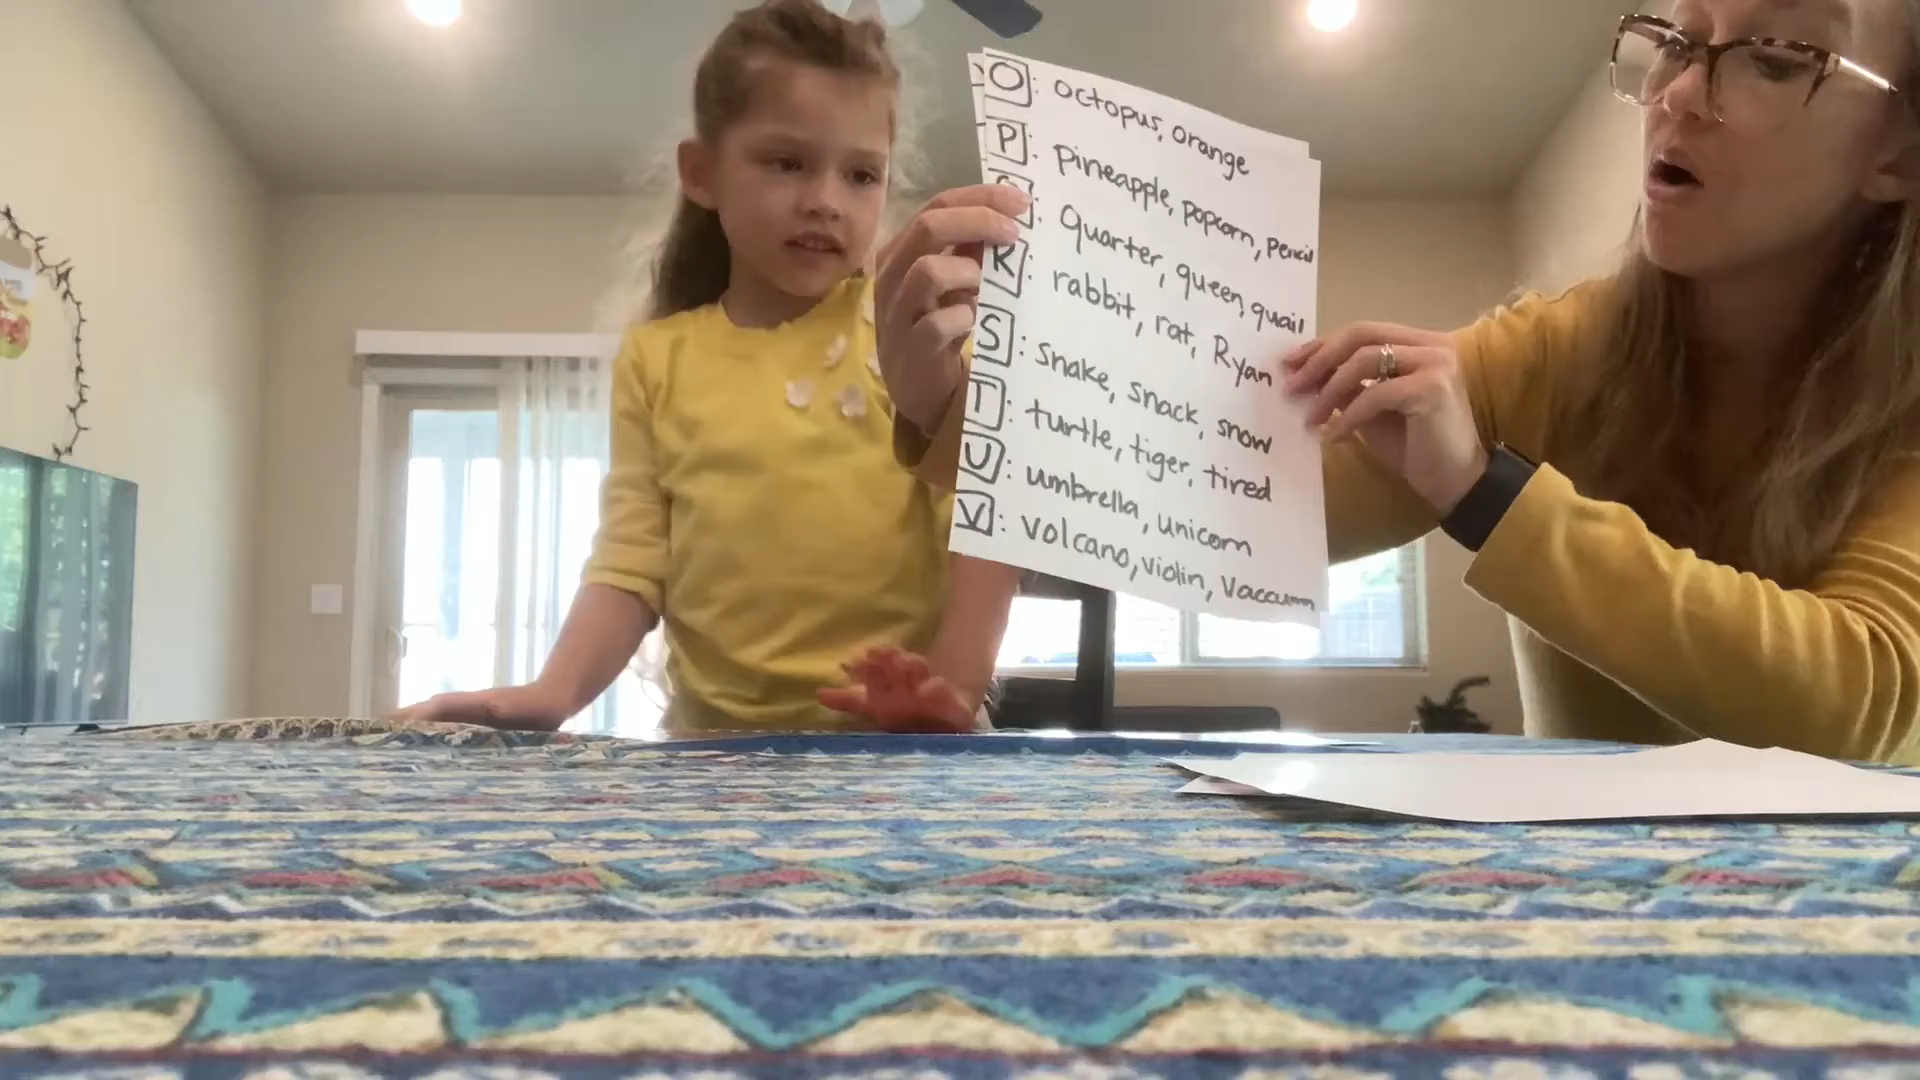 O: octopus, orange
P: pineapple, popcorn, pencil
: quarter, queen, quail
R: rabbit, rat, Ryan
S: snake, snack, snow
T: turtle, tiger, tired
U: umbrella, unicorn
V: volcano, violin, vaccumm